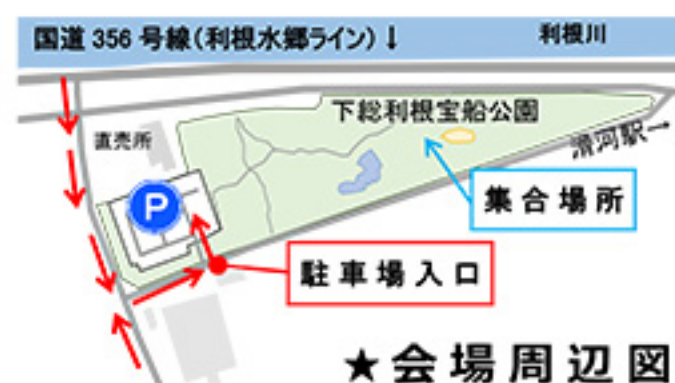 国道 356 号線(利根水郷ライン)↓
利根川
下総利根宝船公園
直売所
滑河駅→
P
集合場所
駐車場入口
★会場周辺図